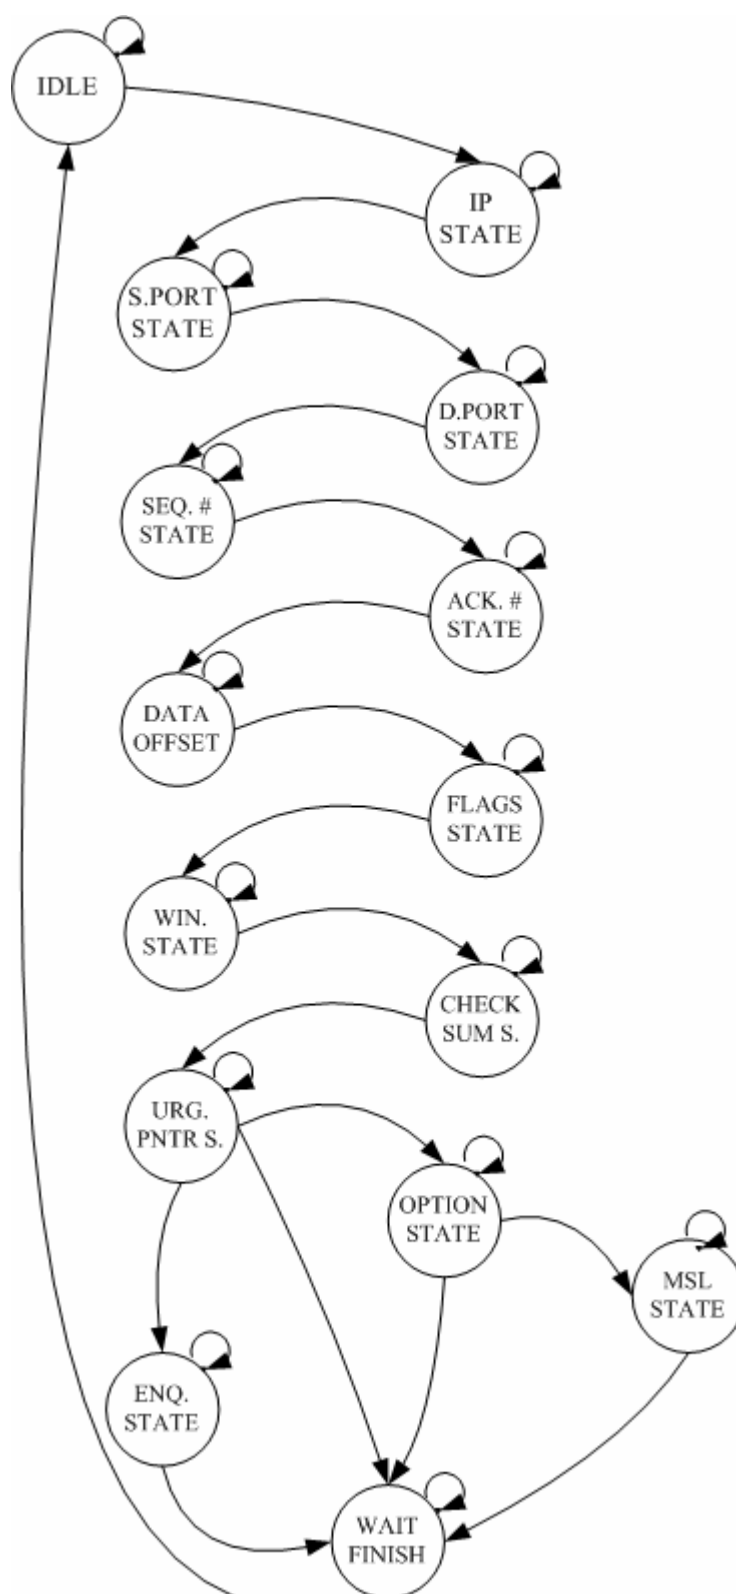 IDLE
IP
STATE
S.PORT
STATE
D.PORT
STATE
SEQ. #
STATE
ACK. #
STATE
DATA
OFFSET
FLAGS
STATE
WIN.
STATE
CHECK
SUM S.
URG.
PNTR S.
OPTION
STATE
MSL
STATE
ENQ.
STATE
WAIT
FINISH